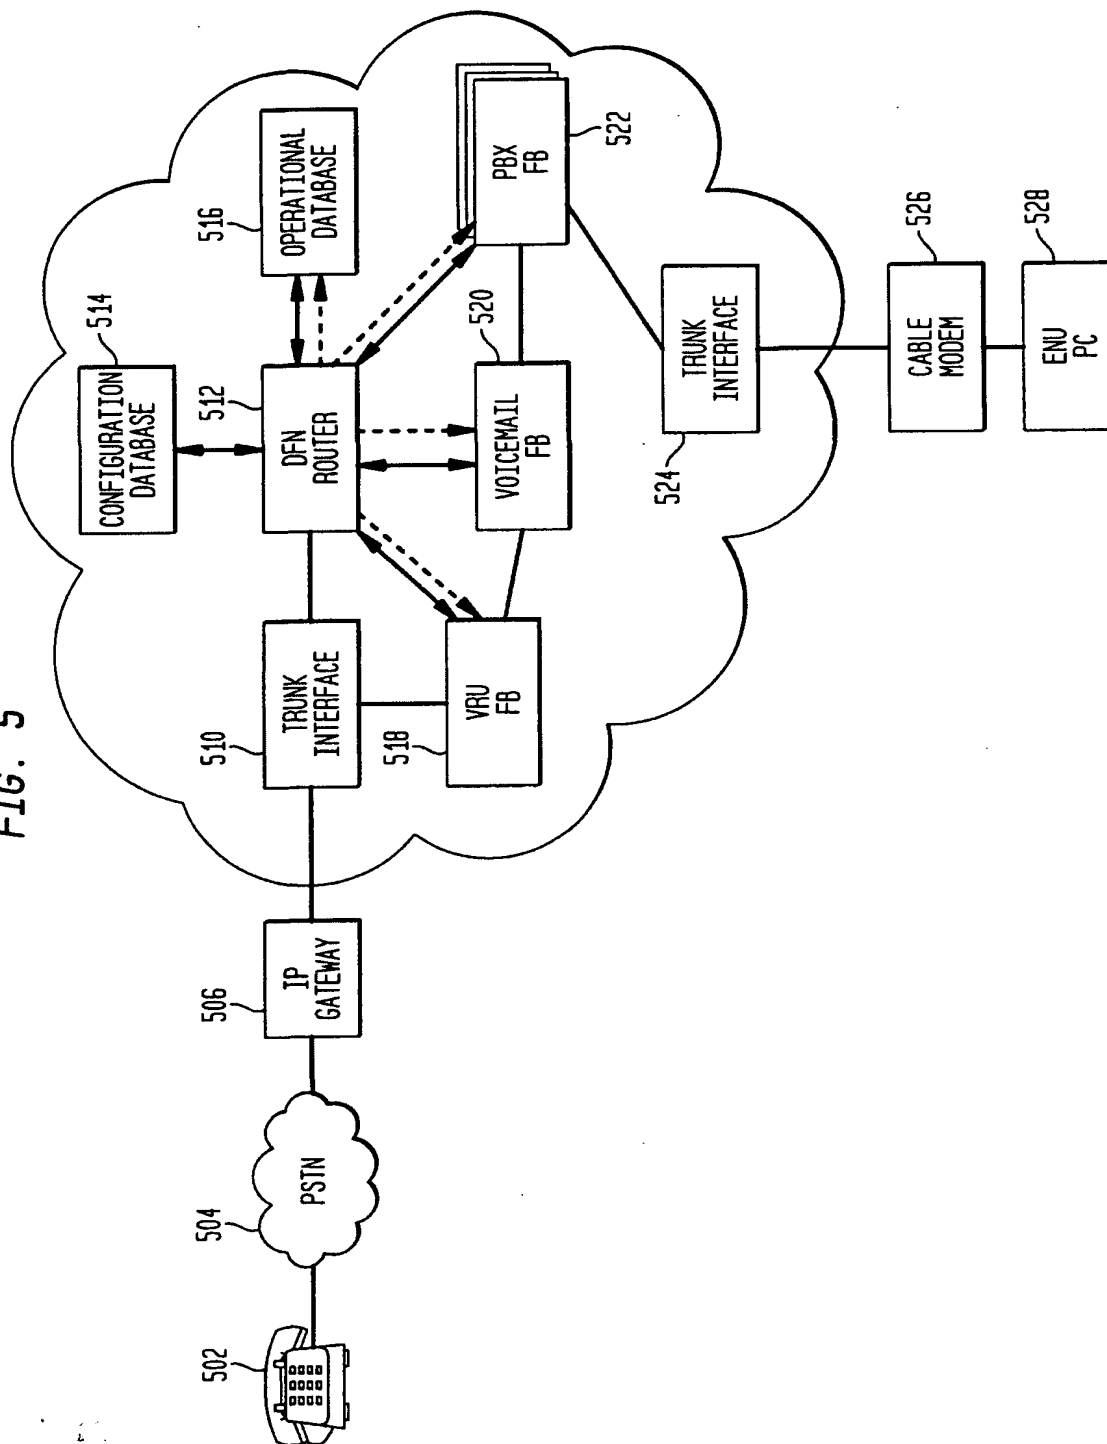 FIG. 5
502
504
PSTN
506
IP
GATEWAY
510
TRUNK
INTERFACE
512
DFN
ROUTER
514
CONFIGURATION
DATABASE
516
OPERATIONAL
DATABASE
518
VRU
FB
520
VOICEMAIL
FB
522
PBX
FB
524
TRUNK
INTERFACE
526
CABLE
MODEM
528
ENU
PC